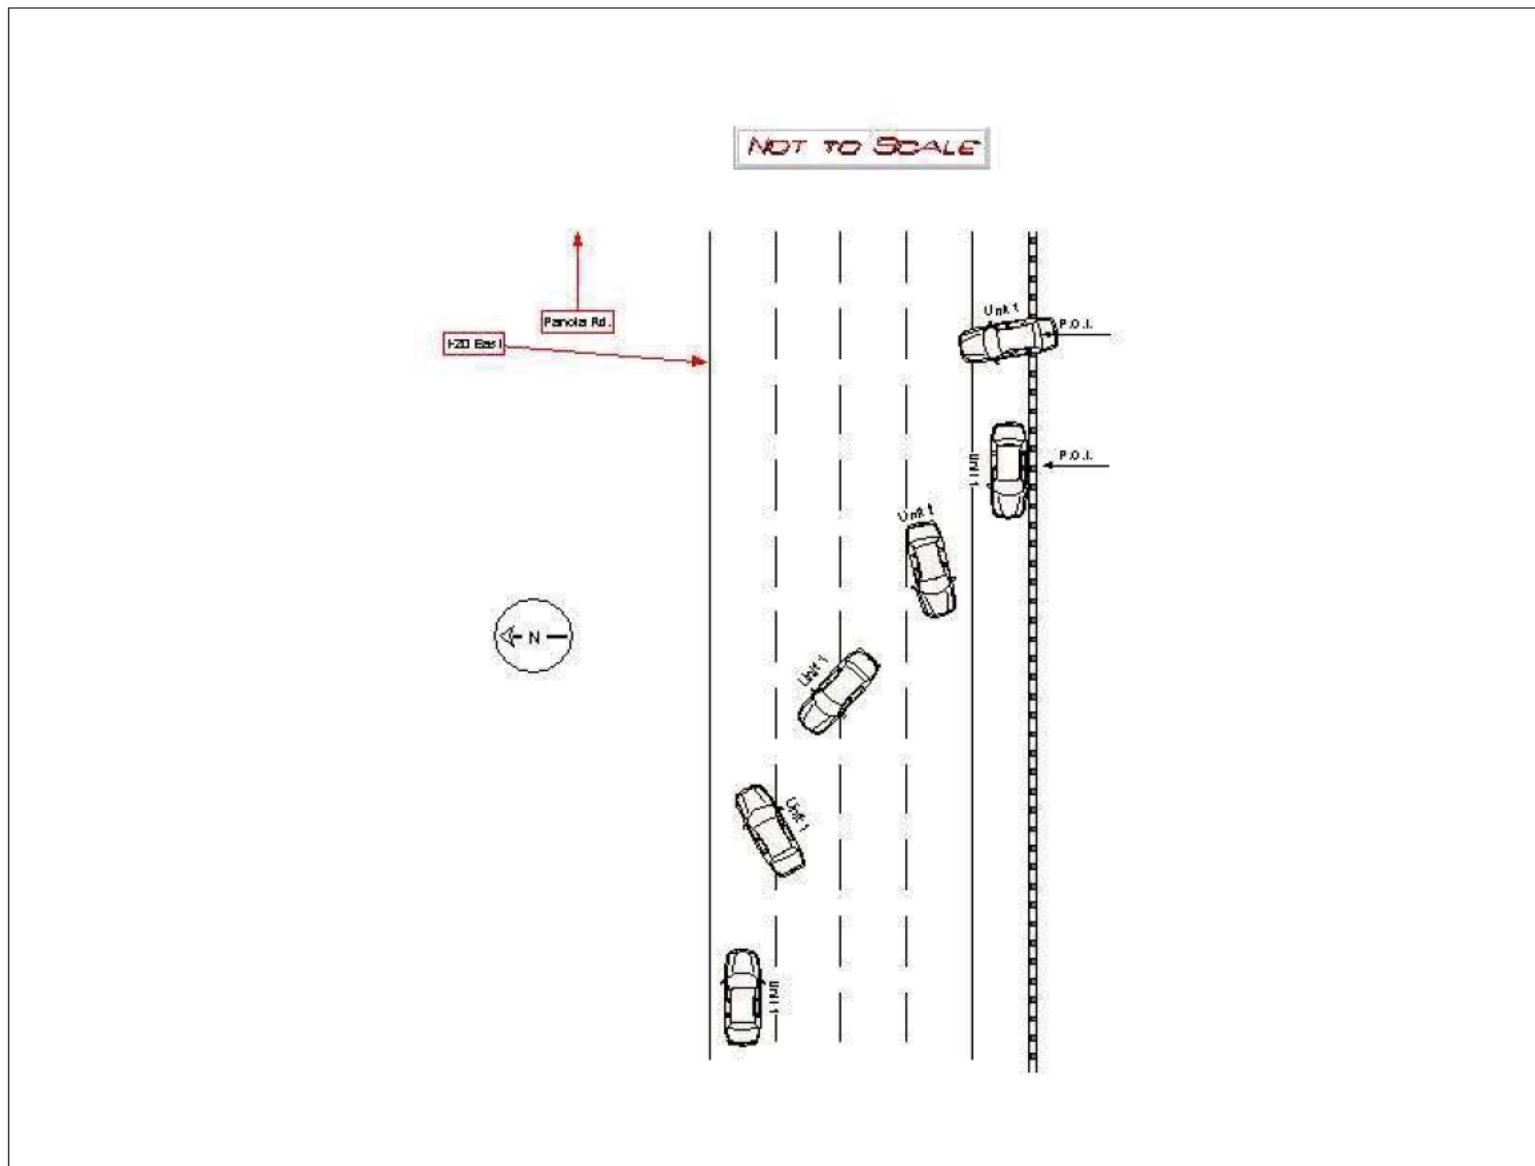 NOT TO SCALE
Panola Rd.
I-20 East
Unit 1
P.O.I.
Unit 1
P.O.I.
Unit 1
N
Unit 1
Unit 1
Unit 1